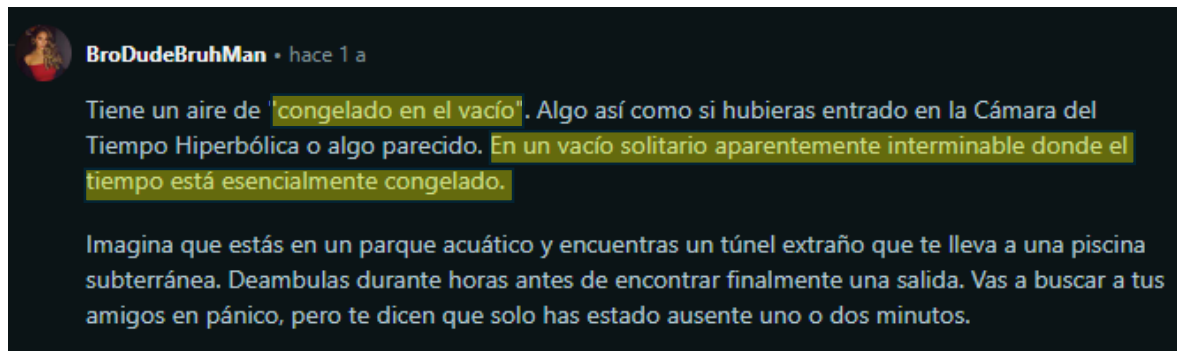 BroDudeBruhMan • hace 1 a
Tiene un aire de "congelado en el vacío". Algo así como si hubieras entrado en la Cámara del
Tiempo Hiperbólica o algo parecido. En un vacío solitario aparentemente interminable donde el
tiempo está esencialmente congelado.
Imagina que estás en un parque acuático y encuentras un túnel extraño que te lleva a una piscina
subterránea. Deambulas durante horas antes de encontrar finalmente una salida. Vas a buscar a tus
amigos en pánico, pero te dicen que solo has estado ausente uno o dos minutos.